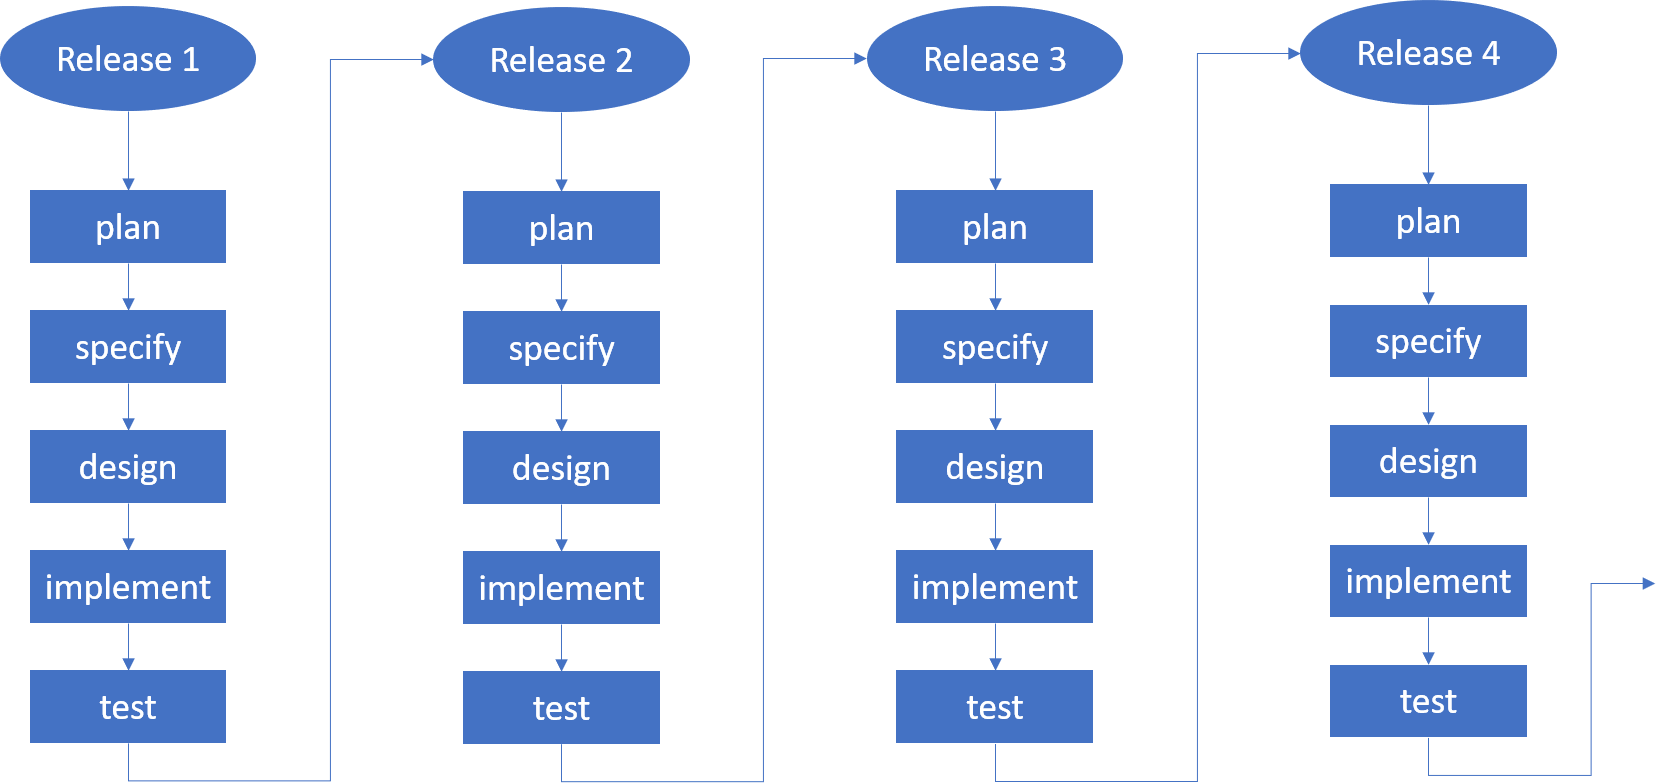 Release 1
plan
specify
design
implement
test
Release 2
plan
specify
design
implement
test
Release 3
plan
specify
design
implement
test
Release 4
plan
specify
design
implement
test